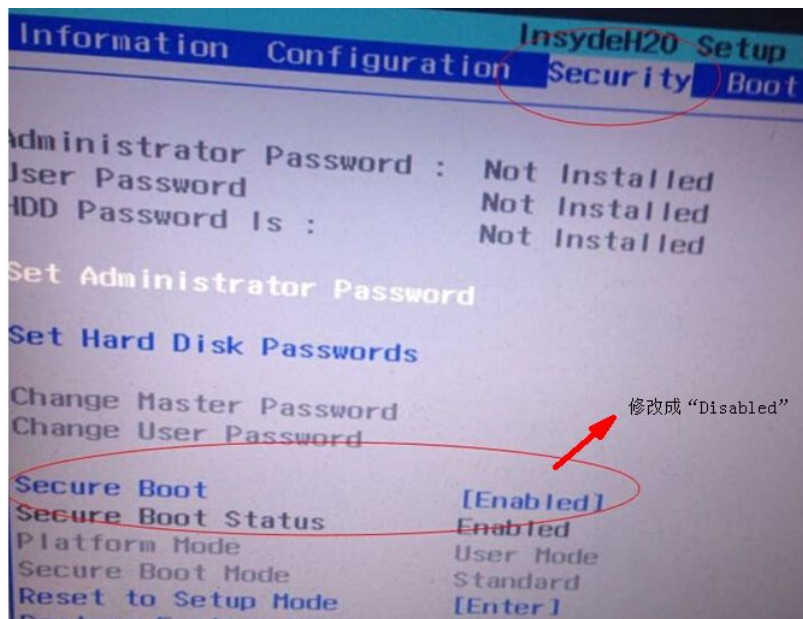 InsydeH20 Setup
Information Configuration Security Boot
Administrator Password : Not Installed
User Password Not Installed
HDD Password Is : Not Installed
Set Administrator Password
Set Hard Disk Passwords
Change Master Password
Change User Password
修改成“Disabled”
Secure Boot [Enabled]
Secure Boot Status Enabled
Platform Mode User Mode
Secure Boot Mode Standard
Reset to Setup Mode [Enter]